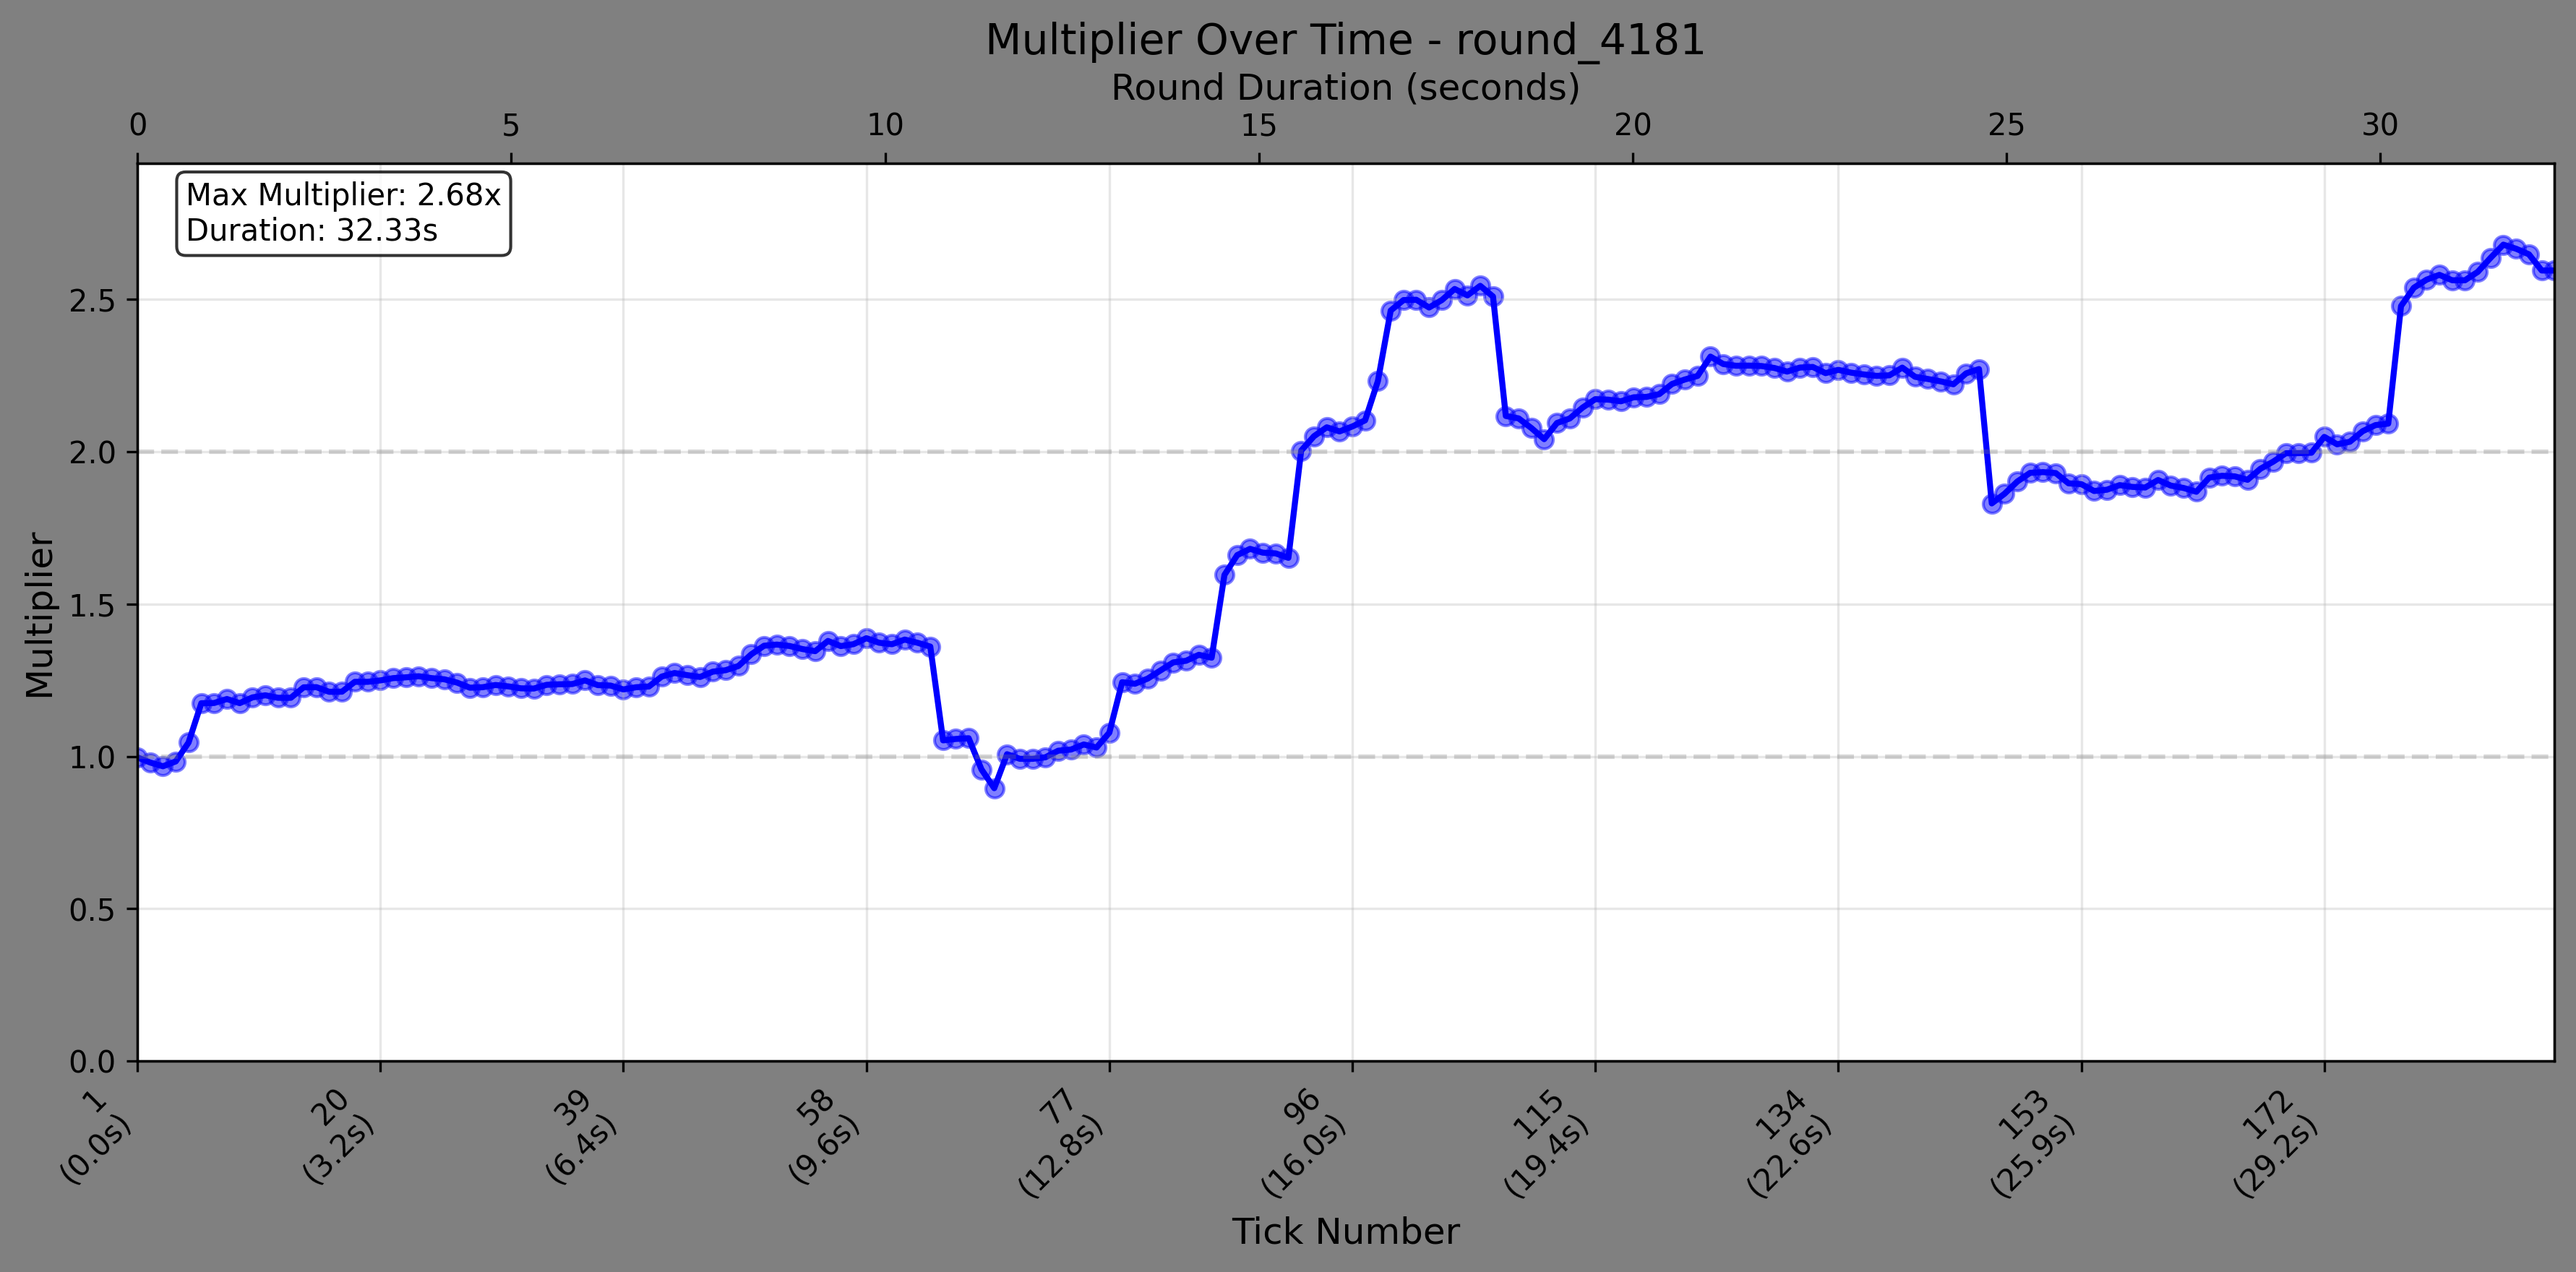 Multiplier Over Time - round_4181
Round Duration (seconds)
0 5 10 15 20 25 30
Max Multiplier: 2.68x
Duration: 32.33s
Multiplier
2.5
2.0
1.5
1.0
0.5
0.0
1
(0.0s)
20
(3.2s)
39
(6.4s)
58
(9.6s)
77
(12.8s)
96
(16.0s)
115
(19.4s)
134
(22.6s)
153
(25.9s)
172
(29.2s)
Tick Number